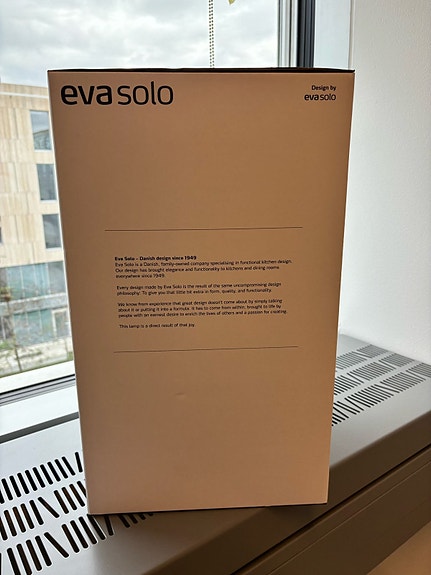 eva solo
Design by
eva solo
Eva Solo - Danish design since 1949
Eva Solo is a Danish, family-owned company specialising in functional kitchen design.
Our design has brought elegance and functionality to kitchens and dining rooms
everywhere since 1949.
Every design made by Eva Solo is the result of the same uncompromising design
philosophy: To give you that little bit extra in form, quality, and functionality.
We know from experience that great design doesn't come about by simply talking
about it or putting it into a formula. It has to come from within; brought to life by
people with an earnest desire to enrich the lives of others and a passion for cooking.
This lamp is a direct result of that joy.